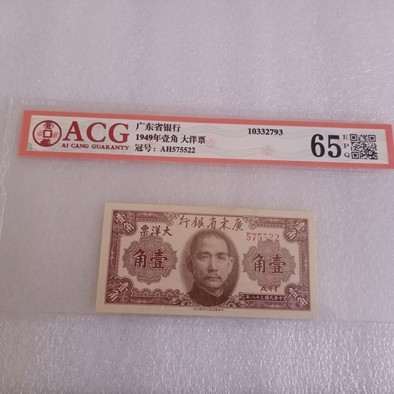 ACG
AI CANG GUARANTY
广东省银行
1949年壹角 大洋票
冠号：AH575522
10332793
65 EPQ
廣東省銀行
大洋票
575522
壹角
壹角